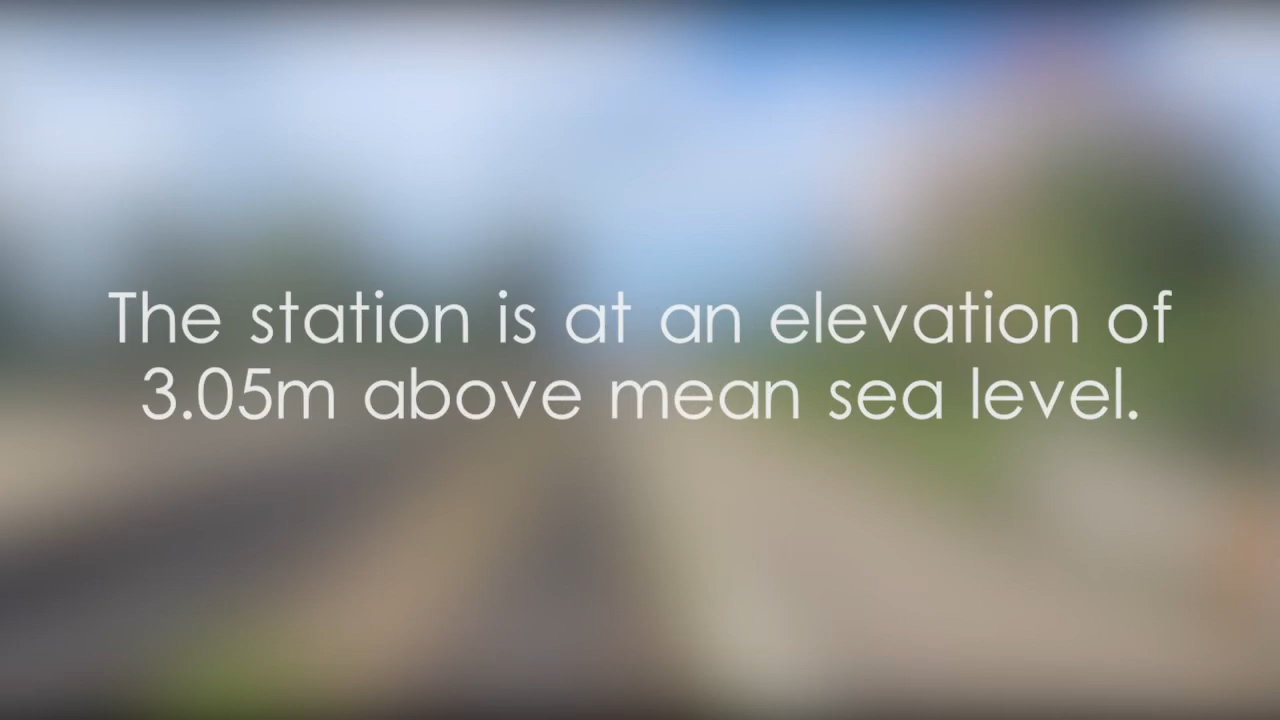 The station is at an elevation of
3.05m above mean sea level.